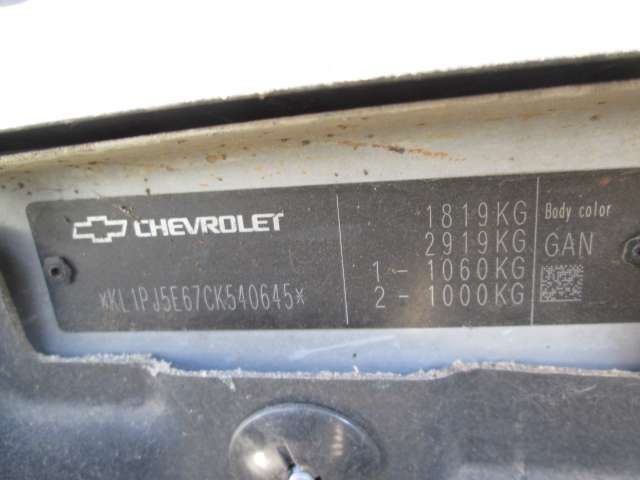 CHEVROLET
*KL1PJ5E67CK540645*
1819KG
2919KG
1 - 1060KG
2 - 1000KG
Body color
GAN